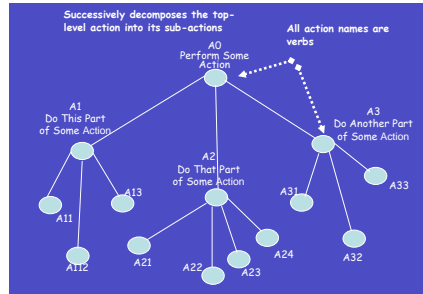 Successively decomposes the top-
level action into its sub-actions
All action names are
verbs
A0
Perform Some
Action
A1
Do This Part
of Some Action
A2
Do That Part
of Some Action
A3
Do Another Part
of Some Action
A11
A112
A13
A21
A22
A23
A24
A31
A32
A33